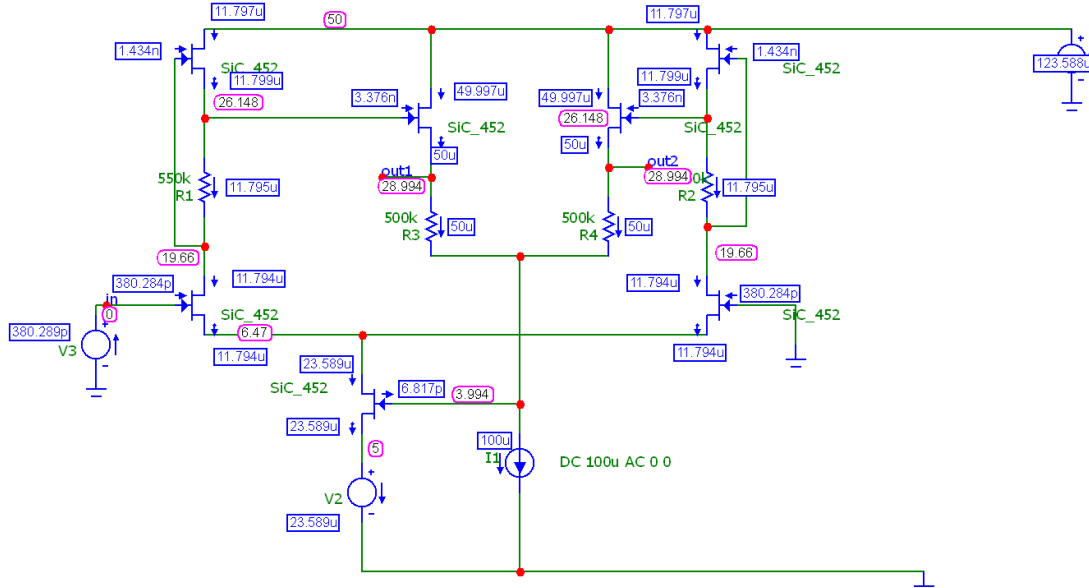 11.797u
50
11.797u
1.434n
SiC_452
11.799u
26.148
3.376n
49.997u
SiC_452
50u
49.997u
3.376n
26.148
SiC_452
50u
11.799u
1.434n
SiC_452
123.588u
+
-
out1
28.994
out2
28.994
550k
R1
11.795u
500k
R3
50u
500k
R4
50u
0k
R2
11.795u
19.66
19.66
380.284p
11.794u
SiC_452
11.794u
380.284p
SiC_452
in
0
380.289p
+
V3
-
6.47
11.794u
11.794u
23.589u
SiC_452
6.817p
3.994
23.589u
5
100u
I1
DC 100u AC 0 0
+
V2
-
23.589u